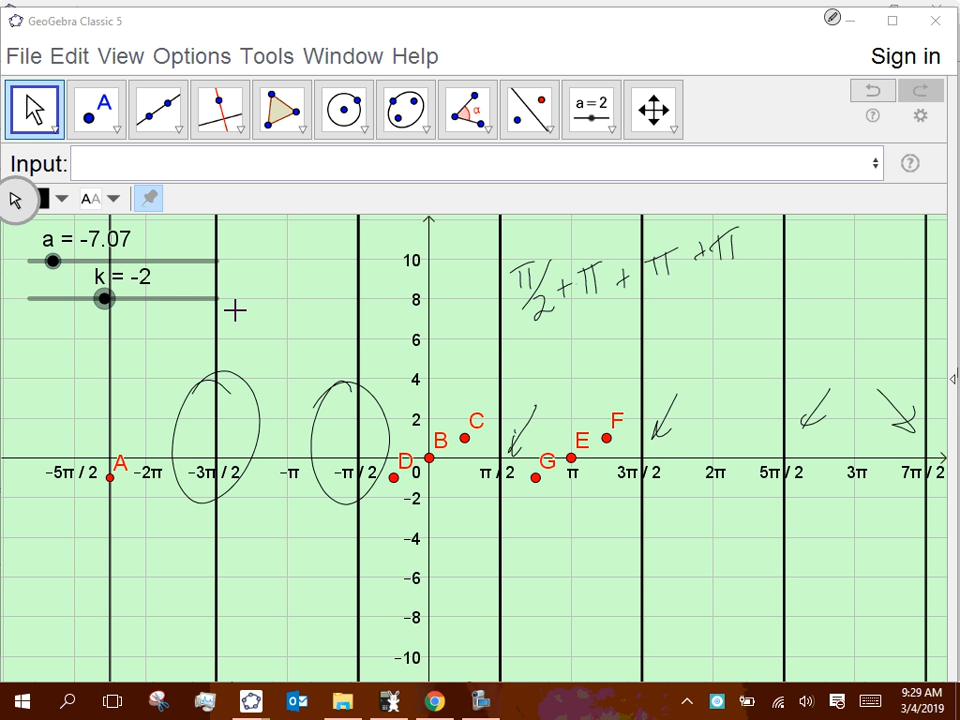 GeoGebra Classic 5
File Edit View Options Tools Window Help Sign in
A α a=2
Input:
AA
a = -7.07
k = -2
π/2 + π + π + π
10
8
6
4
2
C F
B E
A D G
-5π / 2 -2π -3π / 2 -π -π / 2 0 π / 2 π 3π / 2 2π 5π / 2 3π 7π / 2
-2
-4
-6
-8
-10
9:29 AM
3/4/2019